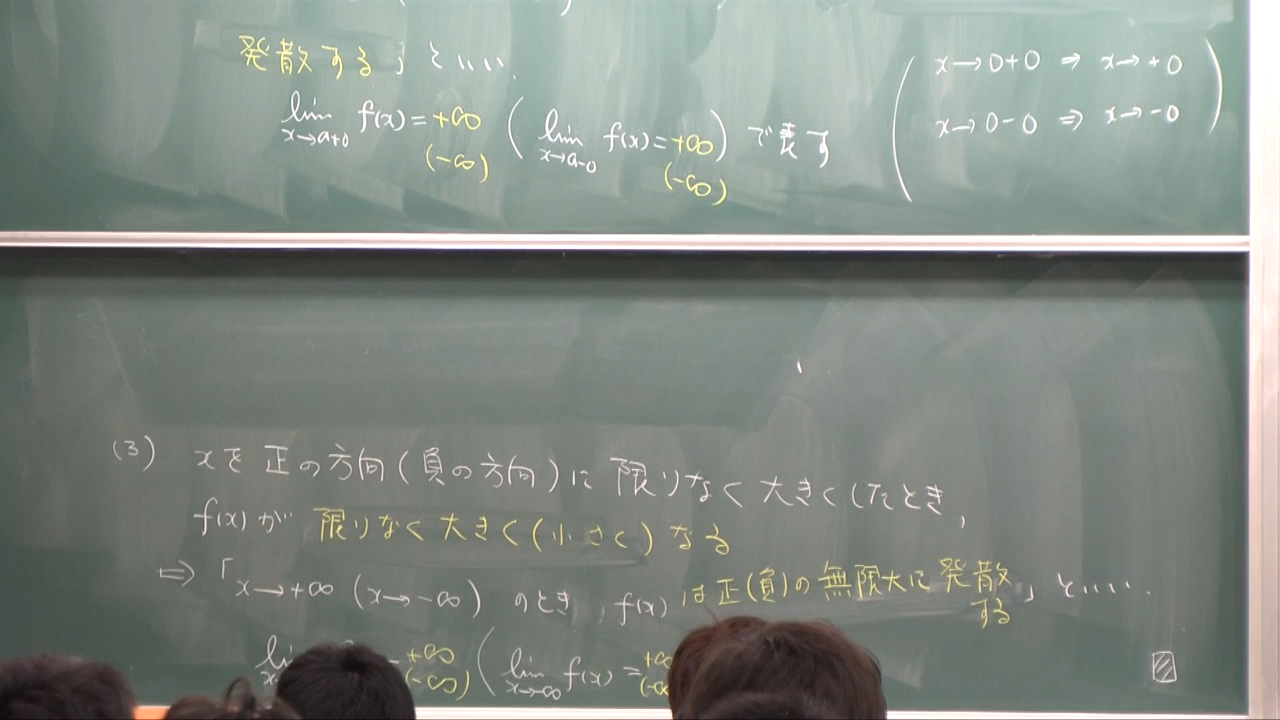 発散する」といい、
lim x→a+0 f(x)=+∞ (-∞) ( lim x→a-0 f(x)=+∞ (-∞) ) で表す
( x→0+0 ⇒ x→+0
x→0-0 ⇒ x→-0 )
(3) xを正の方向(負の方向)に限りなく大きくしたとき,
f(x)が限りなく大きく(小さく)なる
⇔「x→+∞ (x→-∞) のとき, f(x)は正(負)の無限大に発散する」といい、
+∞ (-∞) ( lim x→-∞ f(x)=